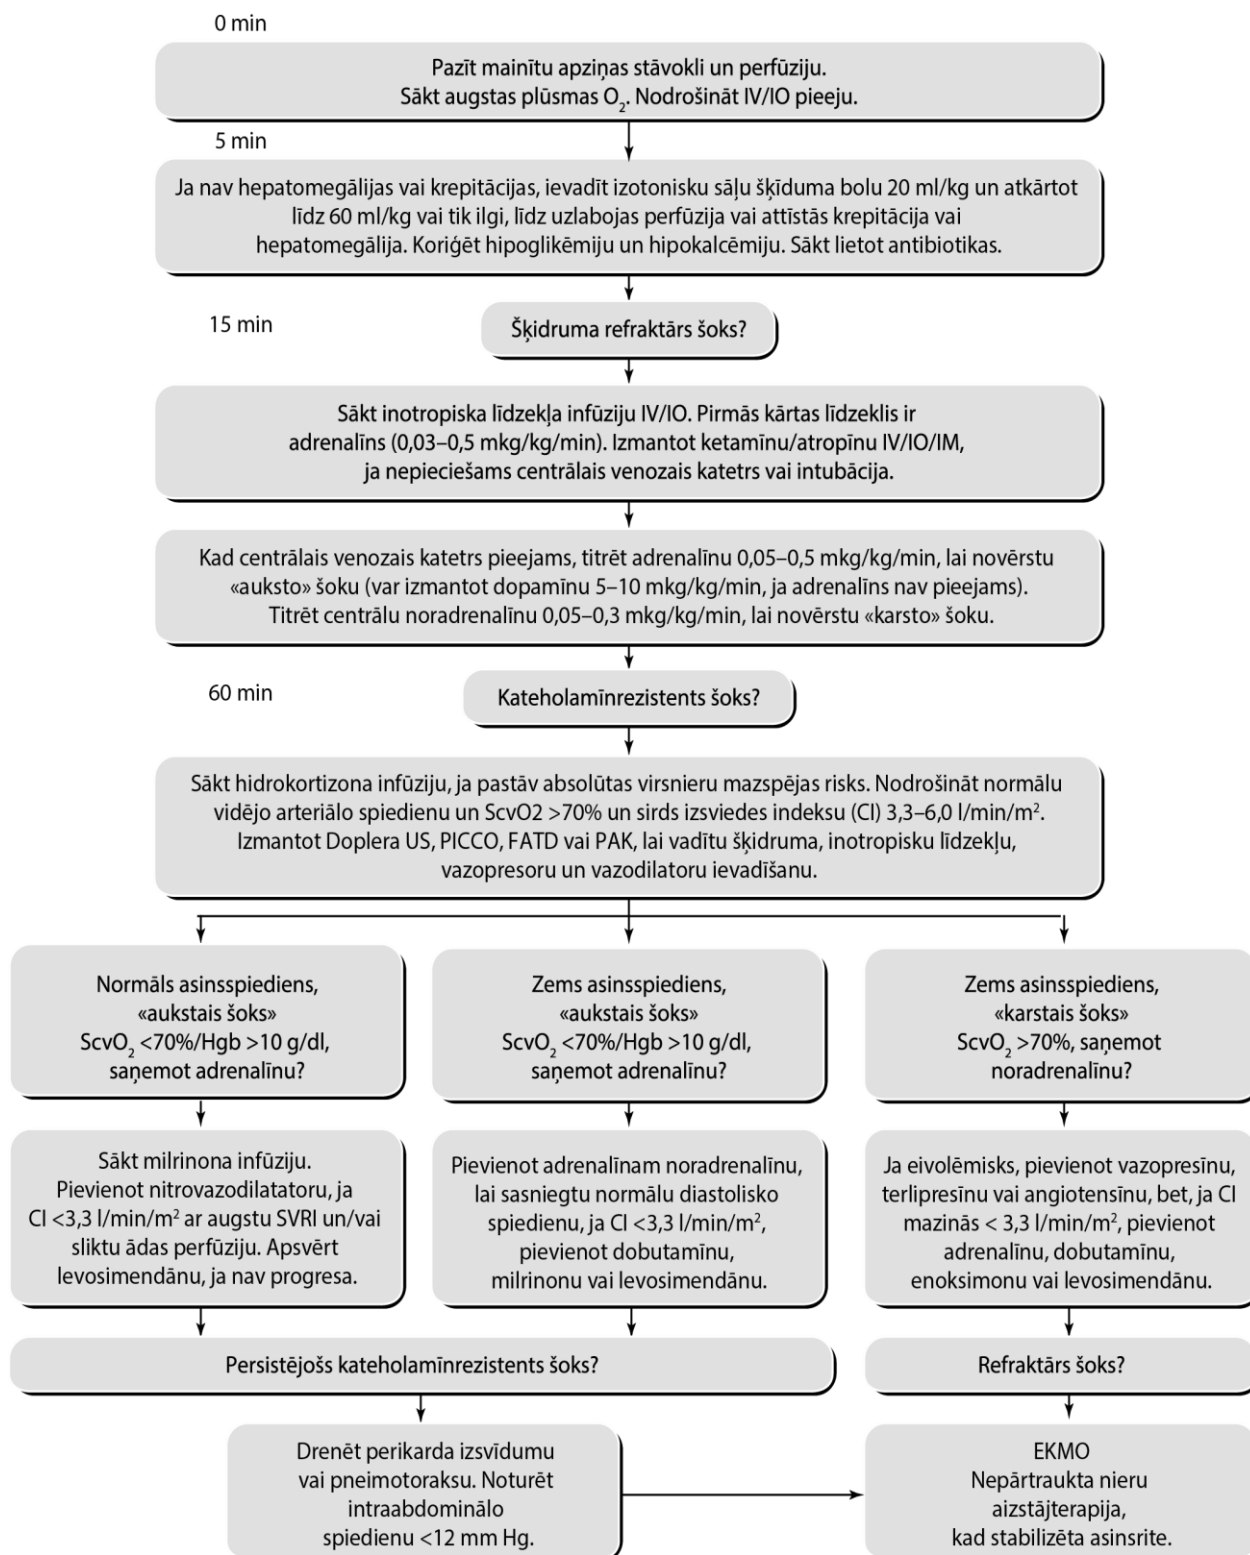 0 min
Pazīt mainītu apziņas stāvokli un perfūziju.
Sākt augstas plūsmas O₂. Nodrošināt IV/IO pieeju.
5 min
Ja nav hepatomegālijas vai krepitācijas, ievadīt izotonisku sāļu šķīduma bolu 20 ml/kg un atkārtot
līdz 60 ml/kg vai tik ilgi, līdz uzlabojas perfūzija vai attīstās krepitācija vai
hepatomegālija. Koriģēt hipoglikēmiju un hipokalcēmiju. Sākt lietot antibiotikas.
15 min
Šķidruma refraktārs šoks?
Sākt inotropiska līdzekļa infūziju IV/IO. Pirmās kārtas līdzeklis ir
adrenalīns (0,03–0,5 mkg/kg/min). Izmantot ketamīnu/atropīnu IV/IO/IM,
ja nepieciešams centrālais venozais katetrs vai intubācija.
Kad centrālais venozais katetrs pieejams, titrēt adrenalīnu 0,05–0,5 mkg/kg/min, lai novērstu
«auksto» šoku (var izmantot dopamīnu 5–10 mkg/kg/min, ja adrenalīns nav pieejams).
Titrēt centrālu noradrenalīnu 0,05–0,3 mkg/kg/min, lai novērstu «karsto» šoku.
60 min
Kateholamīnrezistents šoks?
Sākt hidrokortizona infūziju, ja pastāv absolūtas virsnieru mazspējas risks. Nodrošināt normālu
vidējo arteriālo spiedienu un ScvO2 >70% un sirds izsviedes indeksu (CI) 3,3–6,0 l/min/m².
Izmantot Doplera US, PICCO, FATD vai PAK, lai vadītu šķidruma, inotropisku līdzekļu,
vazopresoru un vazodilatoru ievadīšanu.
Normāls asinsspiediens,
«aukstais šoks»
ScvO₂ <70%/Hgb >10 g/dl,
saņemot adrenalīnu?
Zems asinsspiediens,
«aukstais šoks»
ScvO₂ <70%/Hgb >10 g/dl,
saņemot adrenalīnu?
Zems asinsspiediens,
«karstais šoks»
ScvO₂ >70%, saņemot
noradrenalīnu?
Sākt milrinona infūziju.
Pievienot nitrovazodilatatoru, ja
CI <3,3 l/min/m² ar augstu SVRI un/vai
sliktu ādas perfūziju. Apsvērt
levosimendānu, ja nav progresa.
Pievienot adrenalīnam noradrenalīnu,
lai sasniegtu normālu diastolisko
spiedienu, ja CI <3,3 l/min/m²,
pievienot dobutamīnu,
milrinonu vai levosimendānu.
Ja eivolēmisks, pievienot vazopresīnu,
terlipresīnu vai angiotensīnu, bet, ja CI
mazinās < 3,3 l/min/m², pievienot
adrenalīnu, dobutamīnu,
enoksimonu vai levosimendānu.
Persistējošs kateholamīnrezistents šoks?
Refraktārs šoks?
Drenēt perikarda izsvīdumu
vai pneimotoraksu. Noturēt
intraabdominālo
spiedienu <12 mm Hg.
EKMO
Nepārtraukta nieru
aizstājterapija,
kad stabilizēta asinsrite.